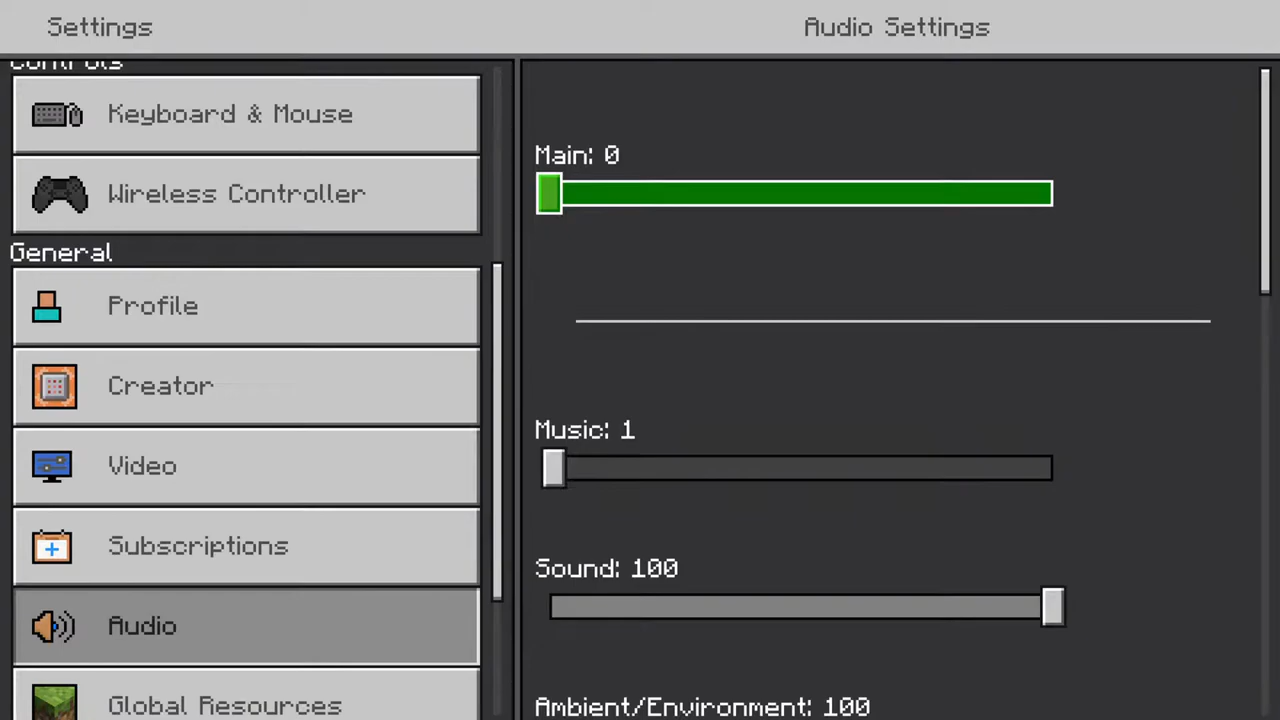 Settings
Audio Settings
Controls
Keyboard & Mouse
Wireless Controller
General
Profile
Creator
Video
Subscriptions
Audio
Global Resources
Main: 0
Music: 1
Sound: 100
Ambient/Environment: 100